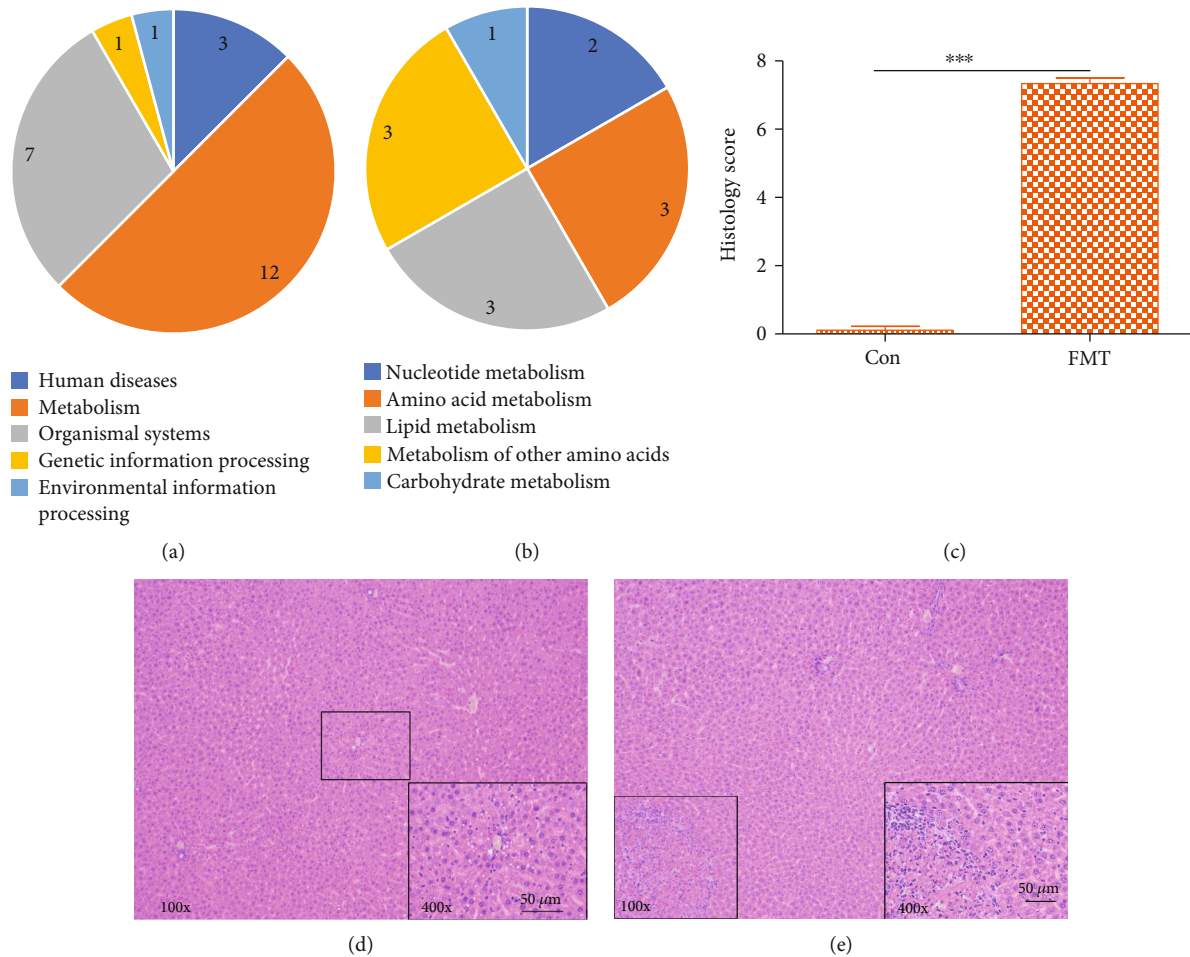 3
12
7
1
1
Human diseases
Metabolism
Organismal systems
Genetic information processing
Environmental information
processing
(a)
2
3
3
3
1
Nucleotide metabolism
Amino acid metabolism
Lipid metabolism
Metabolism of other amino acids
Carbohydrate metabolism
(b)
Histology score
8
6
4
2
0
***
Con
FMT
(c)
100x
400x
50 μm
(d)
100x
400x
50 μm
(e)